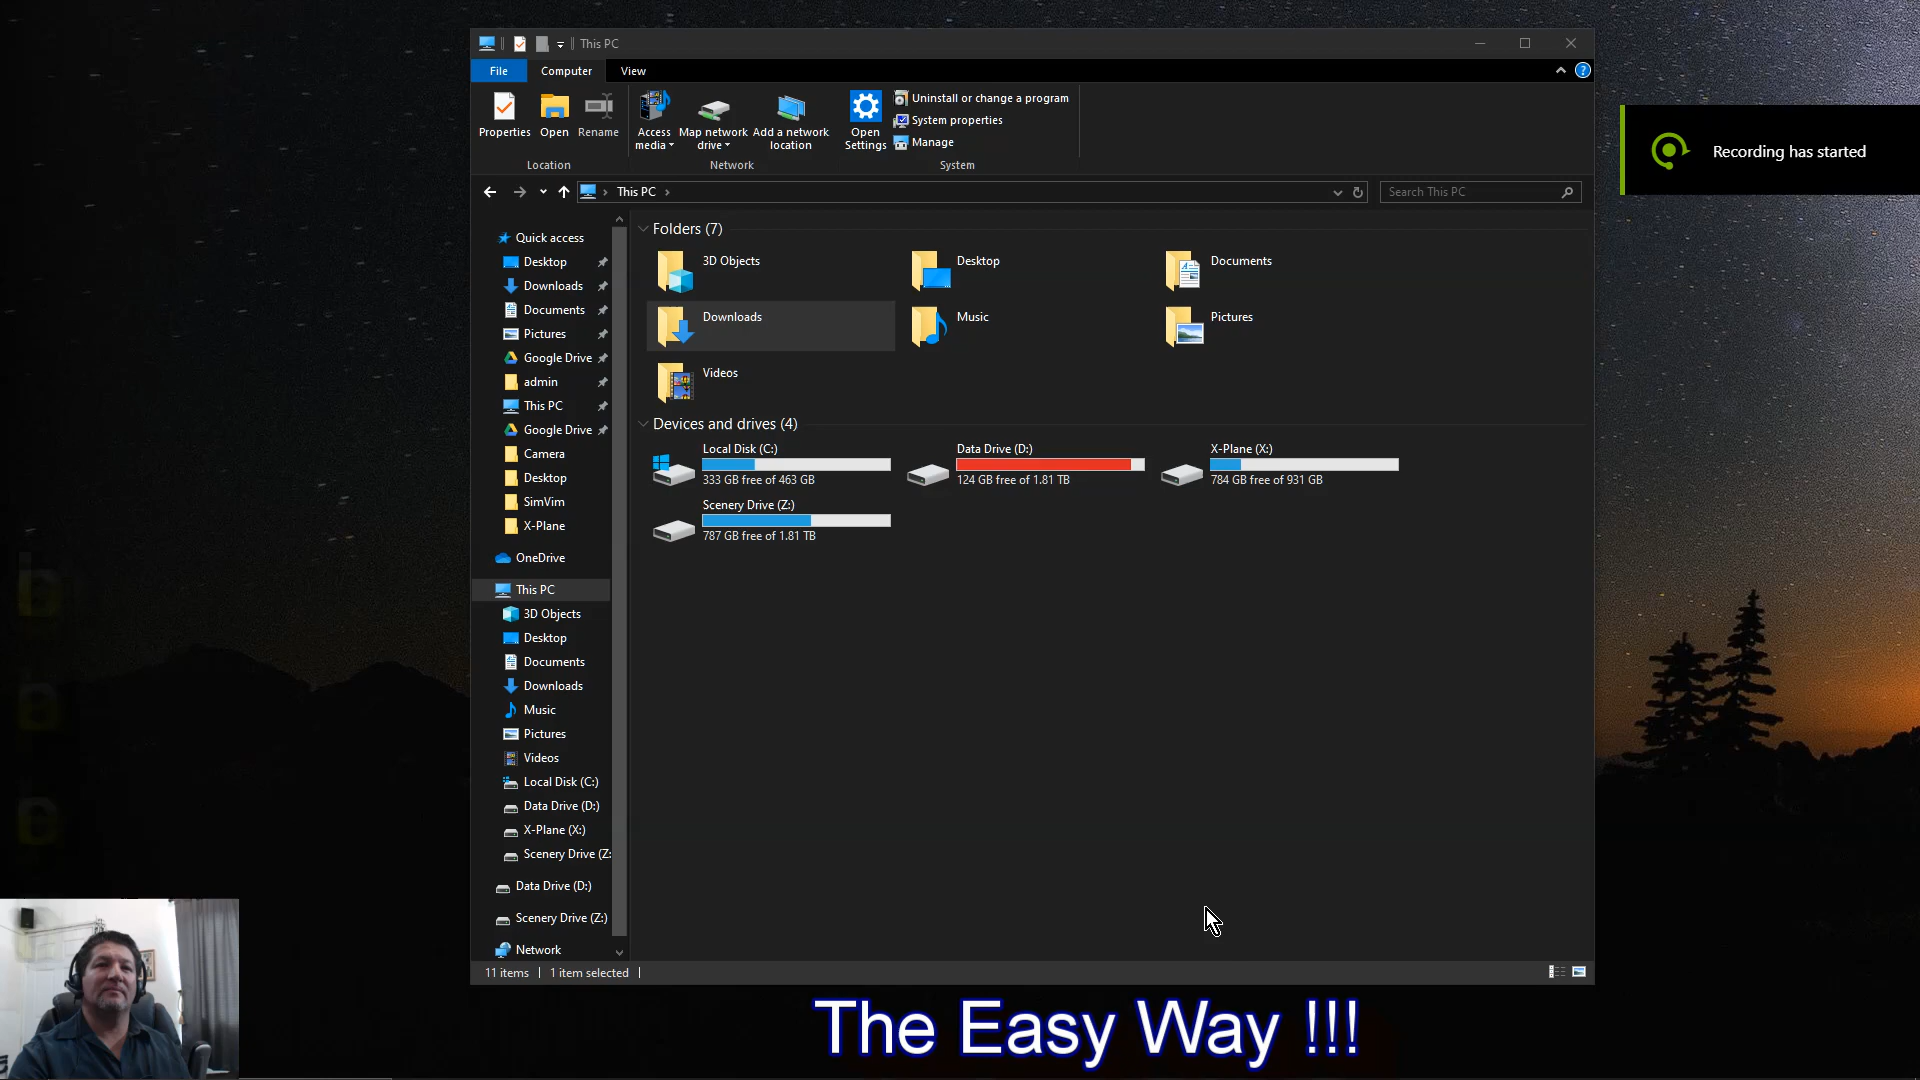 This PC
File Computer View
Properties Open Rename
Access media Map network drive Add a network location
Open Settings
Uninstall or change a program
System properties
Manage
Location Network System
This PC
Search This PC
Quick access
Desktop
Downloads
Documents
Pictures
Google Drive
admin
This PC
Google Drive
Camera
Desktop
SimVim
X-Plane
OneDrive
This PC
3D Objects
Desktop
Documents
Downloads
Music
Pictures
Videos
Local Disk (C:)
Data Drive (D:)
X-Plane (X:)
Scenery Drive (Z:
Data Drive (D:)
Scenery Drive (Z:)
Network
Folders (7)
3D Objects Desktop Documents
Downloads Music Pictures
Videos
Devices and drives (4)
Local Disk (C:)
333 GB free of 463 GB
Data Drive (D:)
124 GB free of 1.81 TB
X-Plane (X:)
784 GB free of 931 GB
Scenery Drive (Z:)
787 GB free of 1.81 TB
11 items 1 item selected
Recording has started
The Easy Way !!!